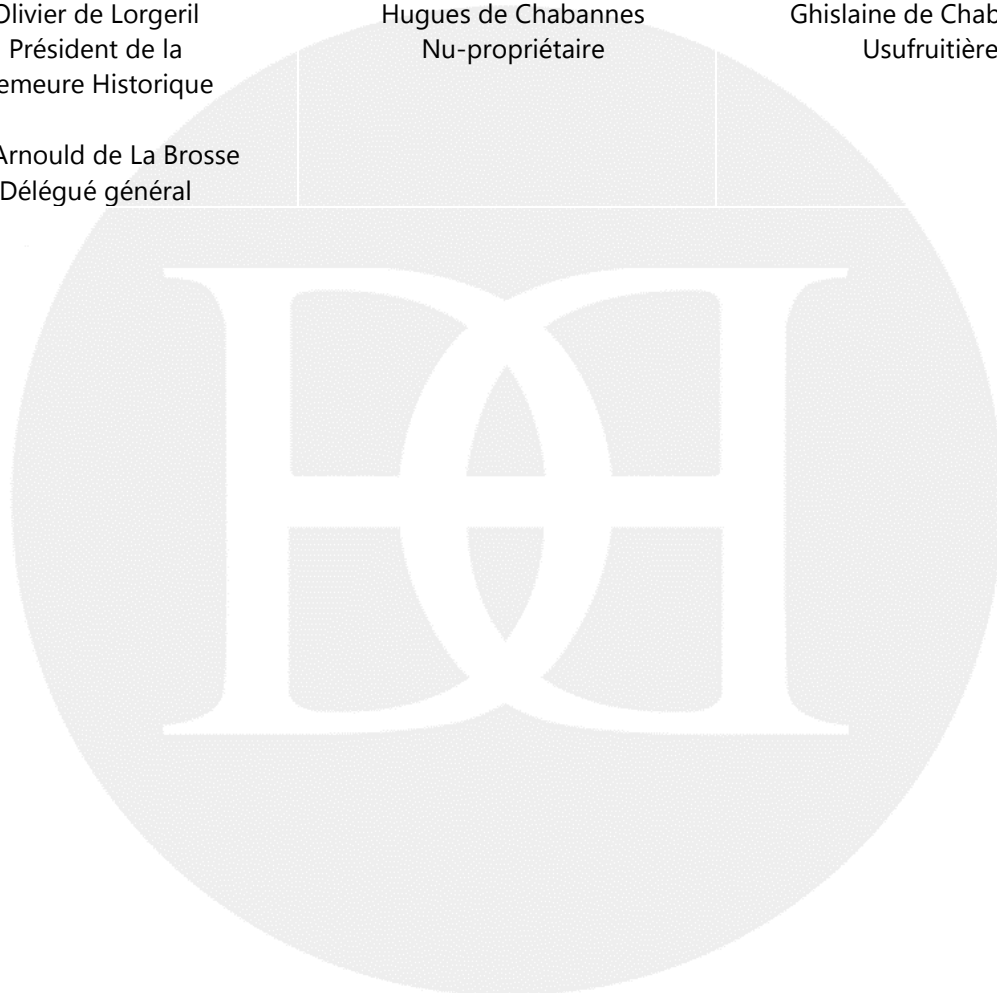 Olivier de Lorgeril
Président de la
emeure Historique
Arnould de La Brosse
Délégué général
Hugues de Chabannes
Nu-propriétaire
Ghislaine de Chab
Usufruitière